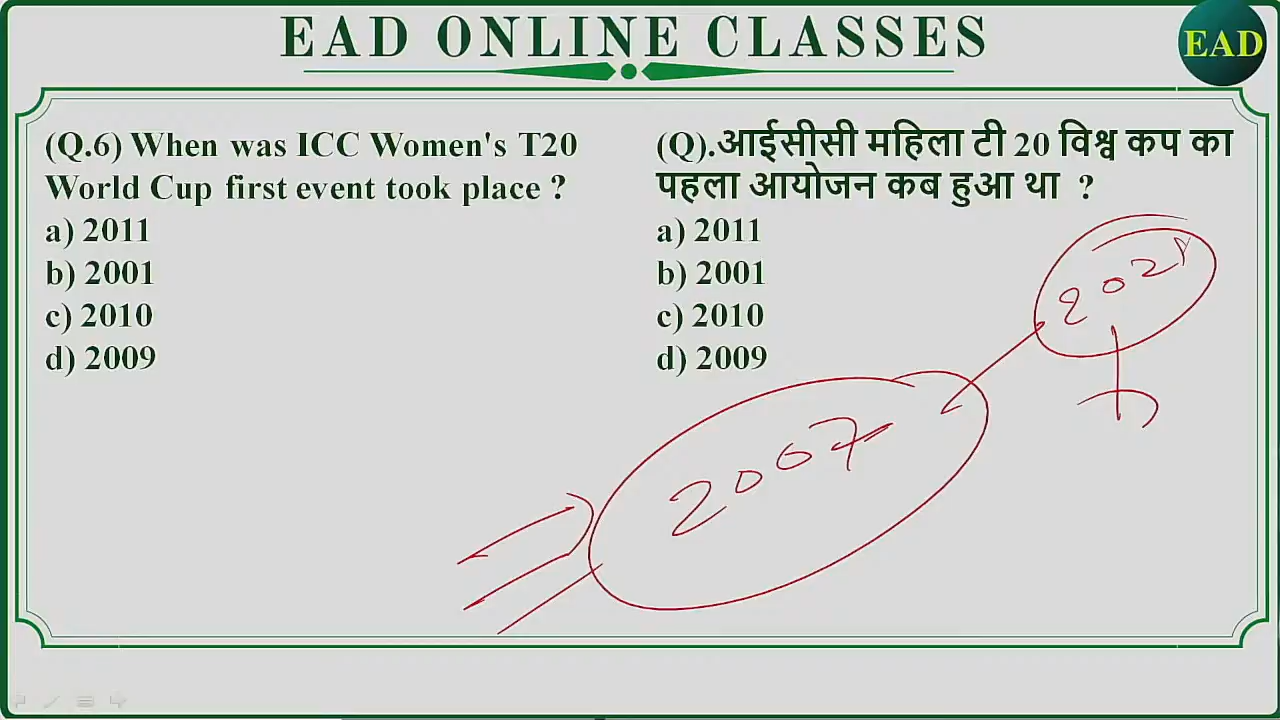 EAD ONLINE CLASSES
EAD
(Q.6) When was ICC Women's T20
World Cup first event took place ?
a) 2011
b) 2001
c) 2010
d) 2009
(Q).आईसीसी महिला टी 20 विश्व कप का
पहला आयोजन कब हुआ था ?
a) 2011
b) 2001
c) 2010
d) 2009
2007